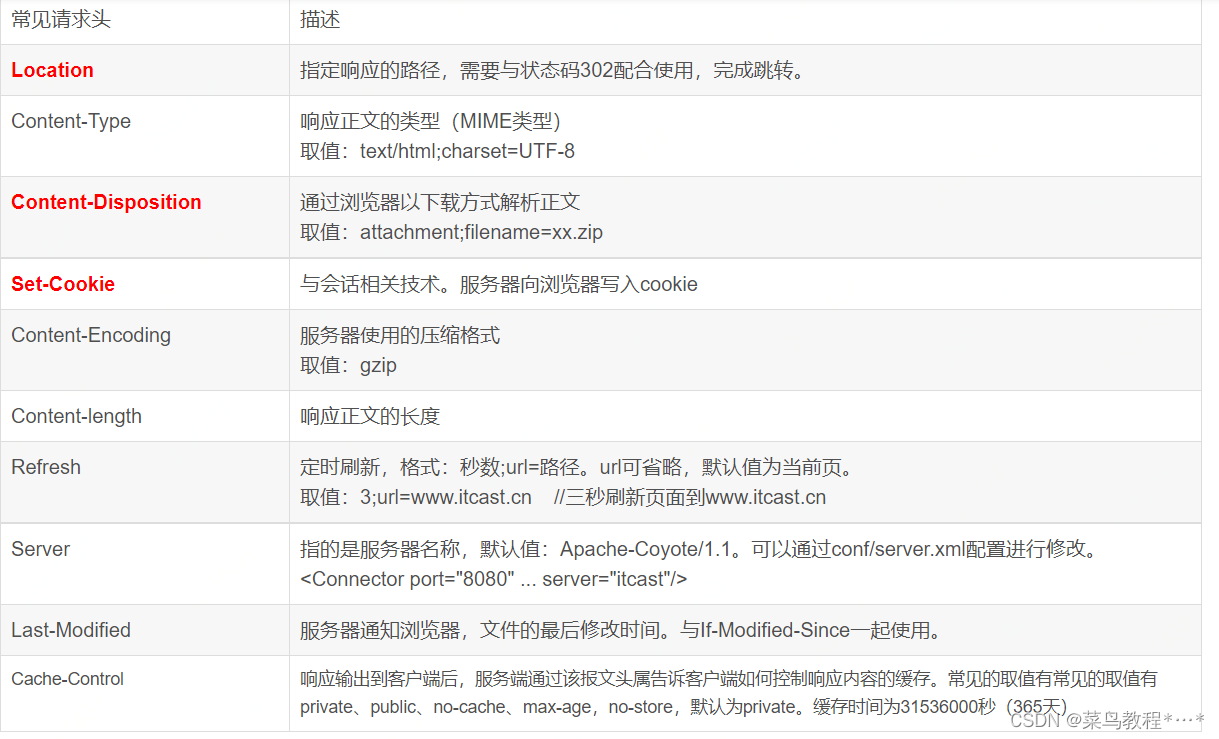 常见请求头 描述
Location 指定响应的路径，需要与状态码302配合使用，完成跳转。
Content-Type 响应正文的类型（MIME类型）
取值：text/html;charset=UTF-8
Content-Disposition 通过浏览器以下载方式解析正文
取值：attachment;filename=xx.zip
Set-Cookie 与会话相关技术。服务器向浏览器写入cookie
Content-Encoding 服务器使用的压缩格式
取值：gzip
Content-length 响应正文的长度
Refresh 定时刷新，格式：秒数;url=路径。url可省略，默认值为当前页。
取值：3;url=www.itcast.cn //三秒刷新页面到www.itcast.cn
Server 指的是服务器名称，默认值：Apache-Coyote/1.1。可以通过conf/server.xml配置进行修改。
<Connector port="8080" ... server="itcast"/>
Last-Modified 服务器通知浏览器，文件的最后修改时间。与If-Modified-Since一起使用。
Cache-Control 响应输出到客户端后，服务端通过该报文头属告诉客户端如何控制响应内容的缓存。常见的取值有常见的取值有
private、public、no-cache、max-age，no-store，默认为private。缓存时间为31536000秒（365天）
CSDN @菜鸟教程*…*